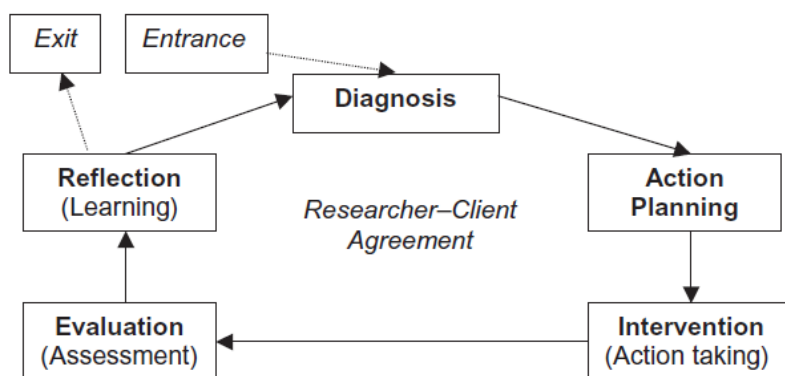 Exit
Entrance
Diagnosis
Reflection
(Learning)
Action
Planning
Researcher–Client
Agreement
Evaluation
(Assessment)
Intervention
(Action taking)